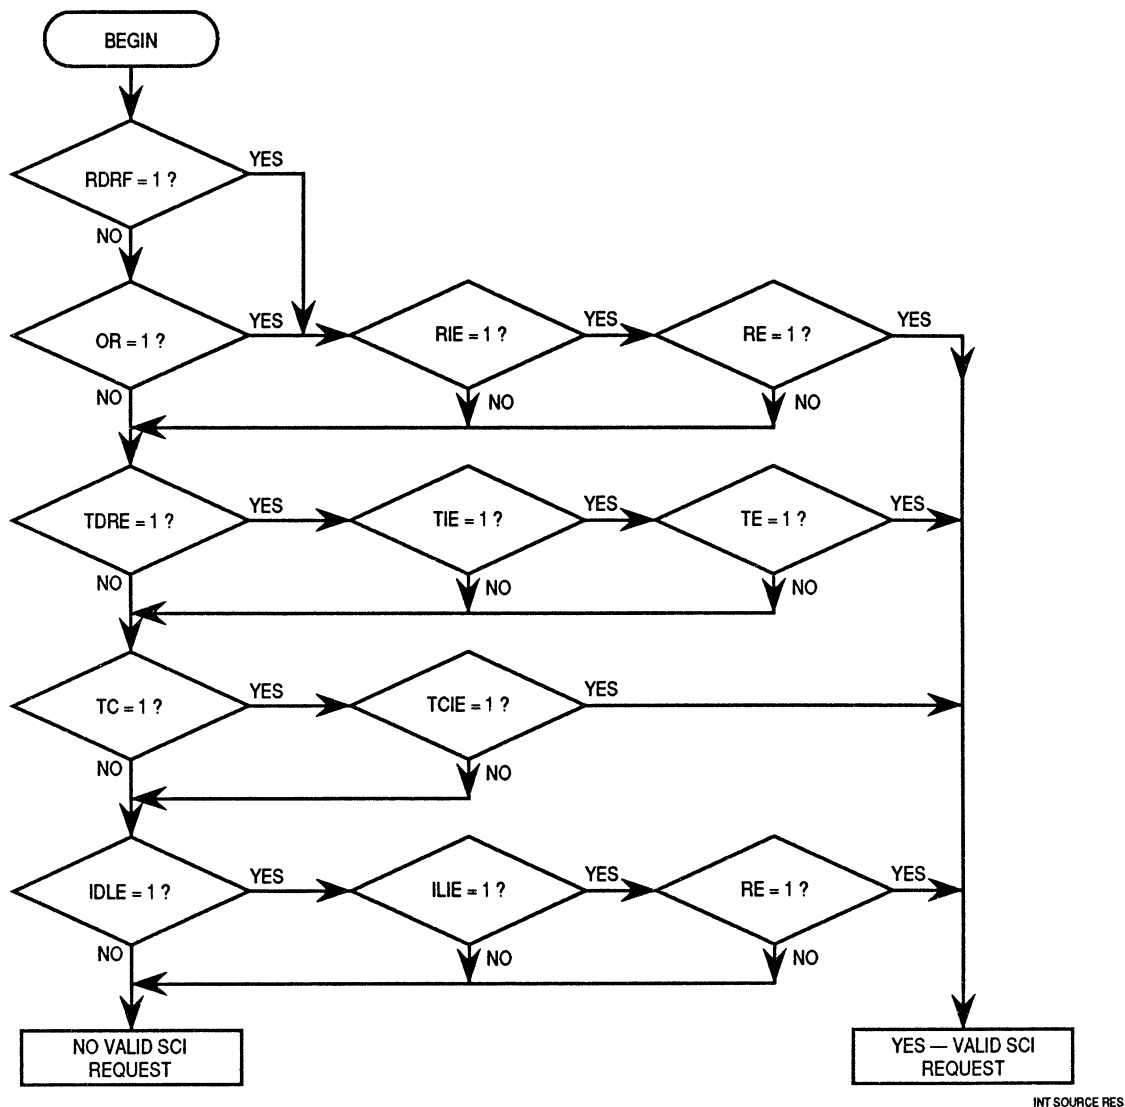 BEGIN
RDRF = 1 ?
YES
NO
OR = 1 ?
YES
RIE = 1 ?
YES
RE = 1 ?
YES
NO
NO
NO
TDRE = 1 ?
YES
TIE = 1 ?
YES
TE = 1 ?
YES
NO
NO
NO
TC = 1 ?
YES
TCIE = 1 ?
YES
NO
NO
IDLE = 1 ?
YES
ILIE = 1 ?
YES
RE = 1 ?
YES
NO
NO
NO
NO VALID SCI
REQUEST
YES — VALID SCI
REQUEST
INT SOURCE RES